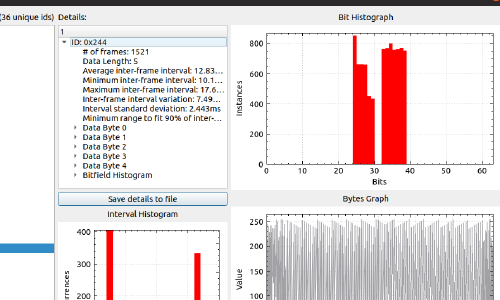 (36 unique ids)
Details:
1
ID: 0x244
# of frames: 1521
Data Length: 5
Average inter-frame interval: 12.83...
Minimum inter-frame interval: 10.1...
Maximum inter-frame interval: 17.6...
Inter-frame interval variation: 7.49...
Interval standard deviation: 2.443ms
Minimum range to fit 90% of inter-...
Data Byte 0
Data Byte 1
Data Byte 2
Data Byte 3
Data Byte 4
Bitfield Histogram
Save details to file
Interval Histogram
400
300
200
Bit Histogram
Instances
800
600
400
200
0
0 10 20 30 40 50 60
Bits
Bytes Graph
Value
250
200
150
100